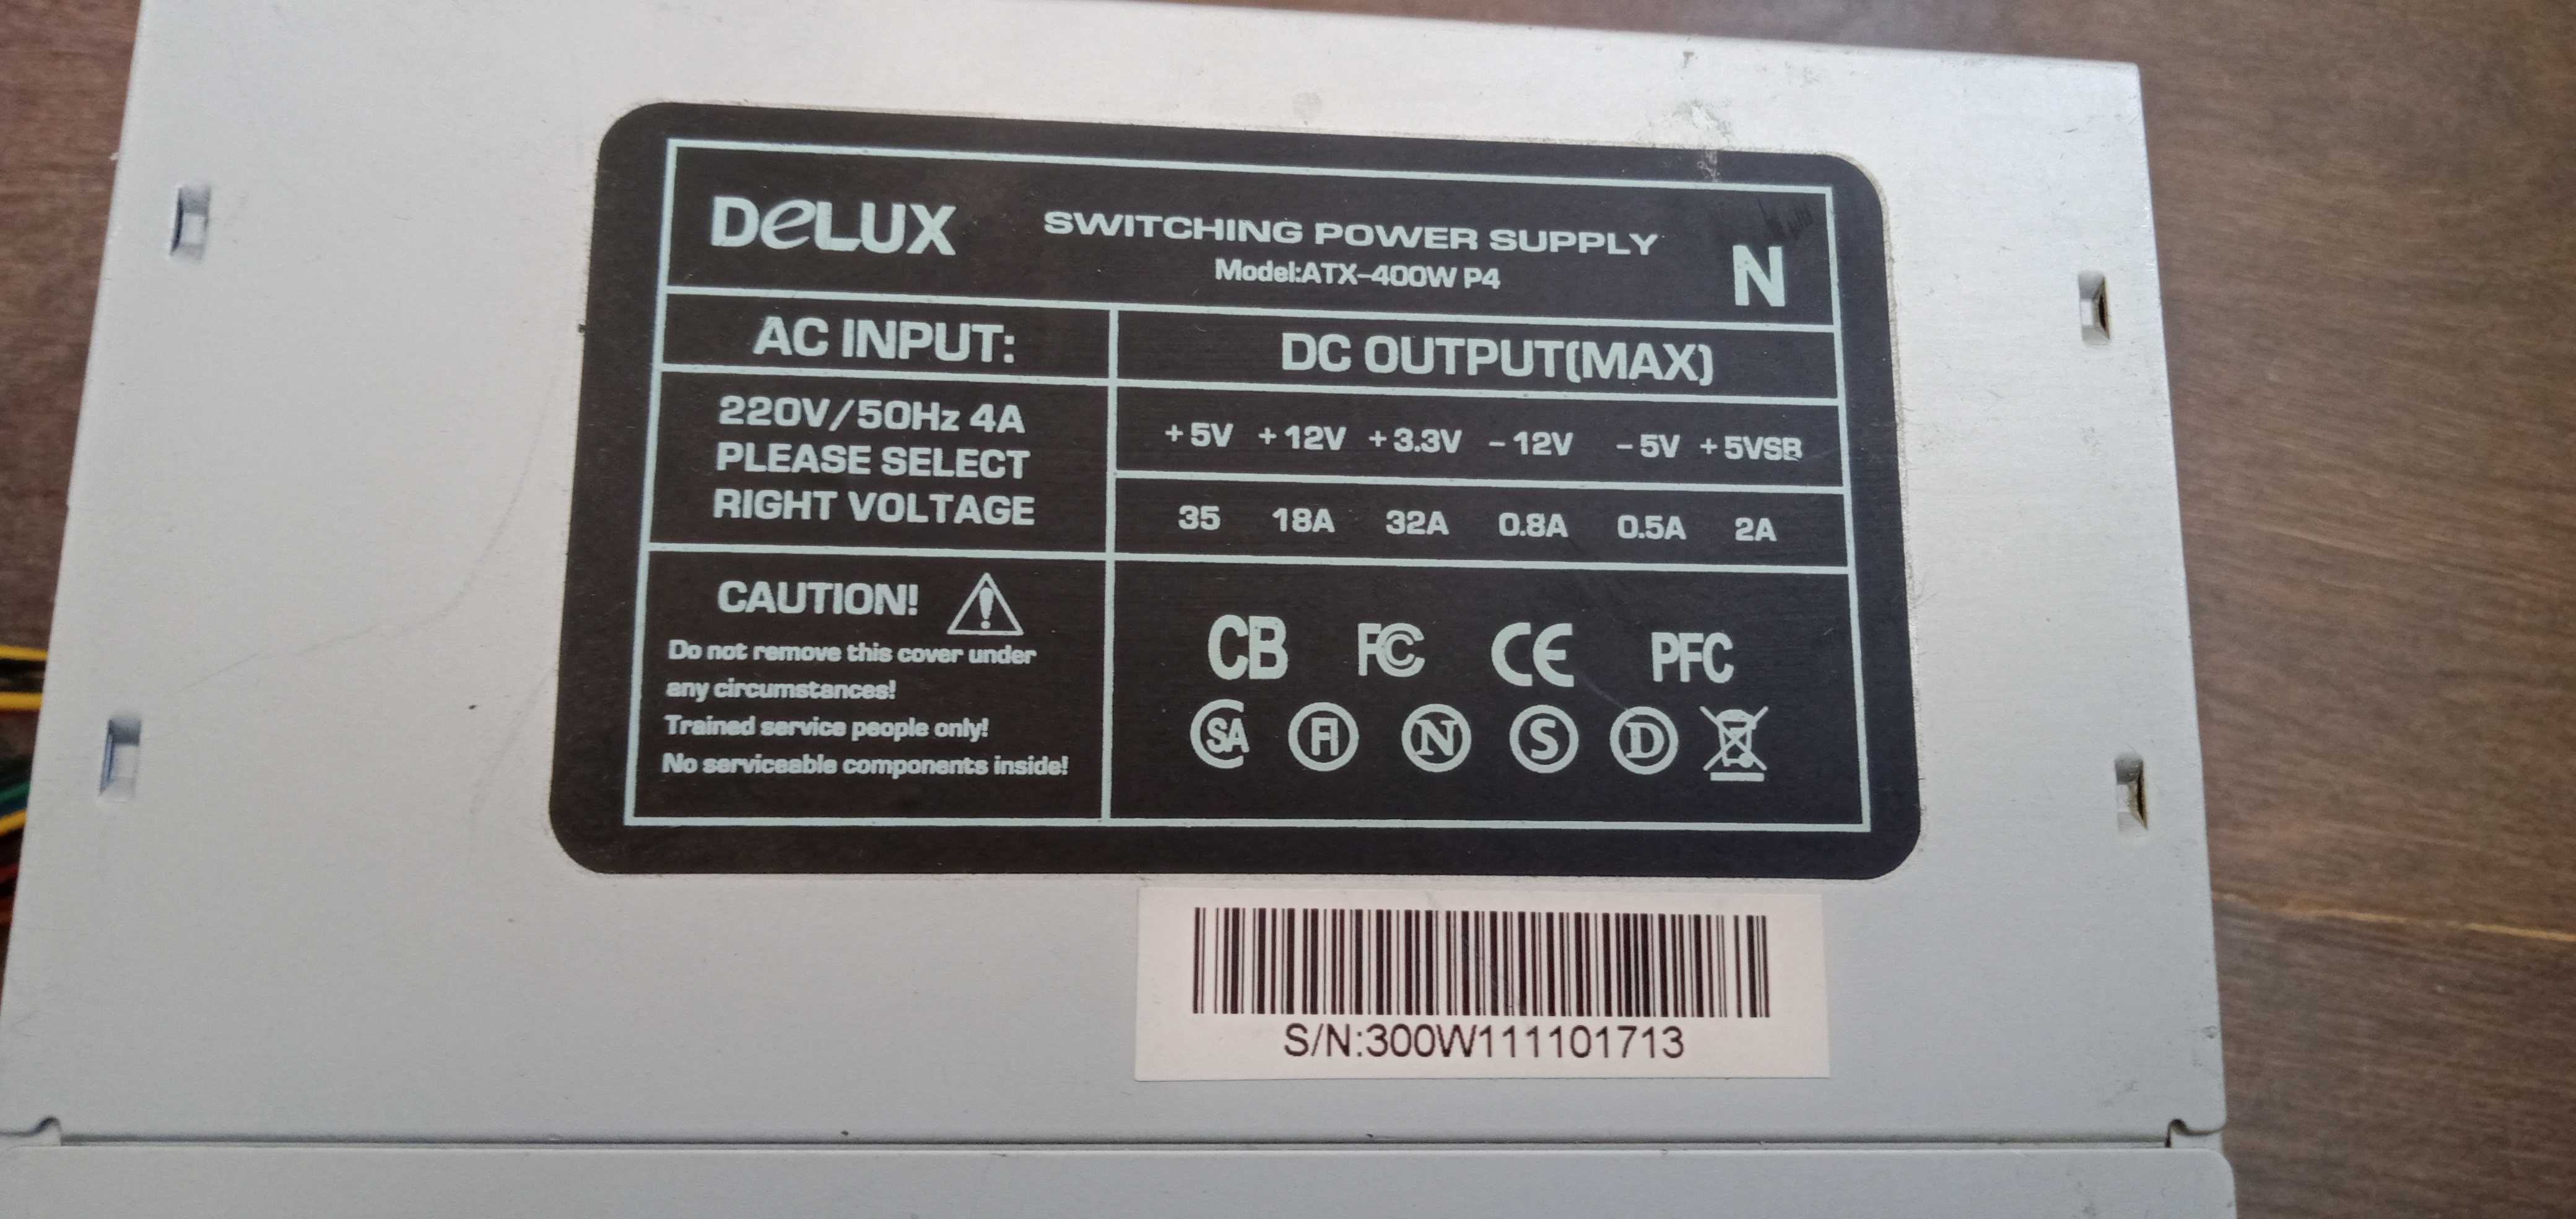 DeLUX
SWITCHING POWER SUPPLY
Model:ATX-400W P4
N
AC INPUT:
220V/50Hz 4A
PLEASE SELECT
RIGHT VOLTAGE
DC OUTPUT(MAX)
+5V +12V +3.3V -12V -5V +5VSB
35 18A 32A 0.8A 0.5A 2A
CAUTION!
Do not remove this cover under
any circumstances!
Trained service people only!
No serviceable components inside!
CB FC CE PFC
SA FI N S D
S/N:300W111101713